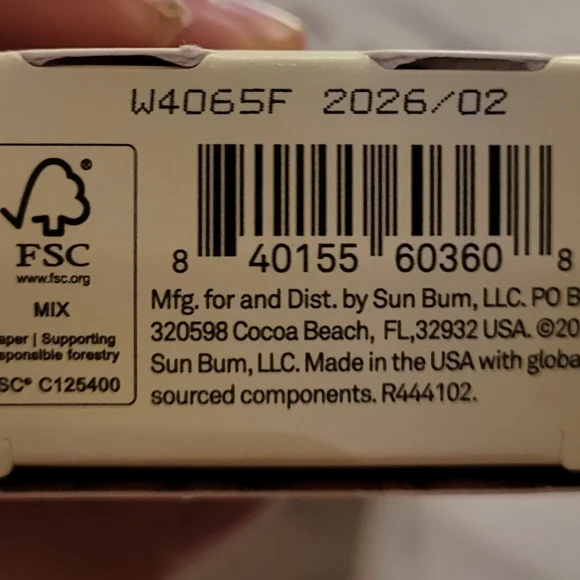 W4065F 2026/02
®
FSC
www.fsc.org
MIX
aper | Supporting
sponsible forestry
SC® C125400
8 40155 60360 8
Mfg. for and Dist. by Sun Bum, LLC. PO B
320598 Cocoa Beach, FL,32932 USA. ©20
Sun Bum, LLC. Made in the USA with globa
sourced components. R444102.